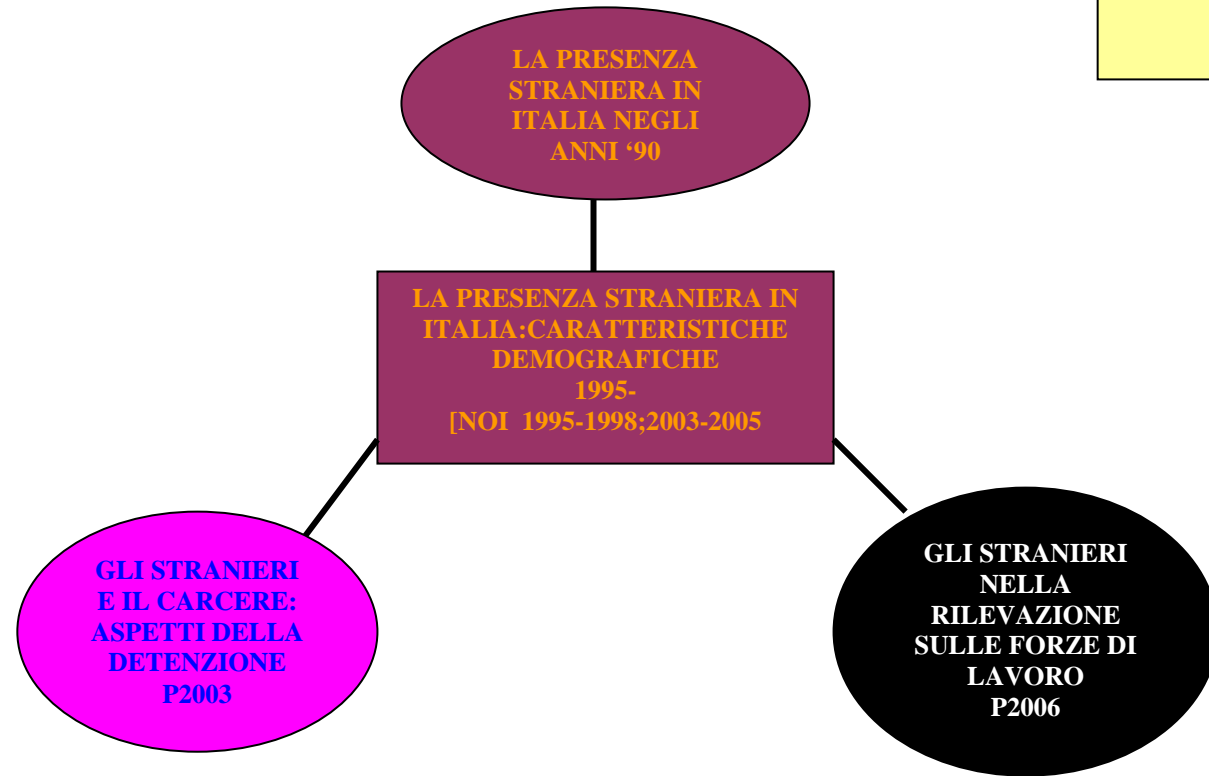 LA PRESENZA
STRANIERA IN
ITALIA NEGLI
ANNI ‘90
LA PRESENZA STRANIERA IN
ITALIA:CARATTERISTICHE
DEMOGRAFICHE
1995-
[NOI  1995-1998;2003-2005
GLI STRANIERI
E IL CARCERE:
ASPETTI DELLA
DETENZIONE
P2003
GLI STRANIERI
NELLA
RILEVAZIONE
SULLE FORZE DI
LAVORO
P2006